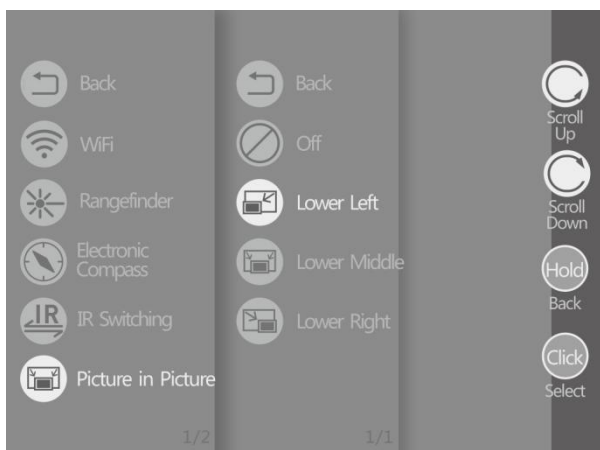 Back
WiFi
Rangefinder
Electronic
Compass
IR
IR Switching
Picture in Picture
1/2
Back
Off
Lower Left
Lower Middle
Lower Right
1/1
Scroll
Up
Scroll
Down
Hold
Back
Click
Select